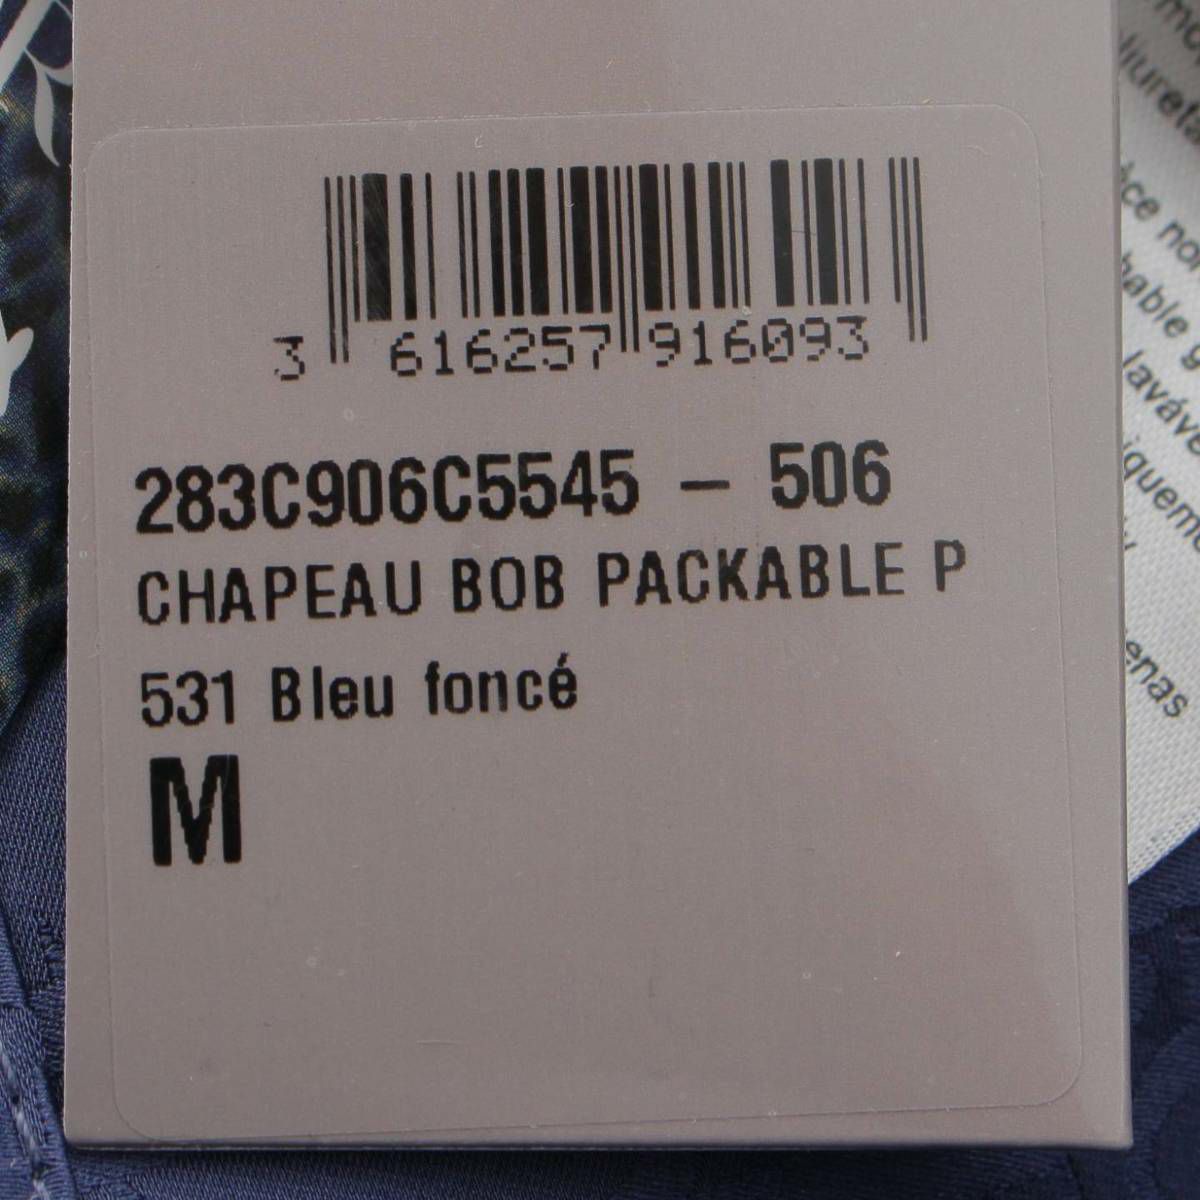 3 616257 916093
283C906C5545 - 506
CHAPEAU BOB PACKABLE P
531 Bleu foncé
M